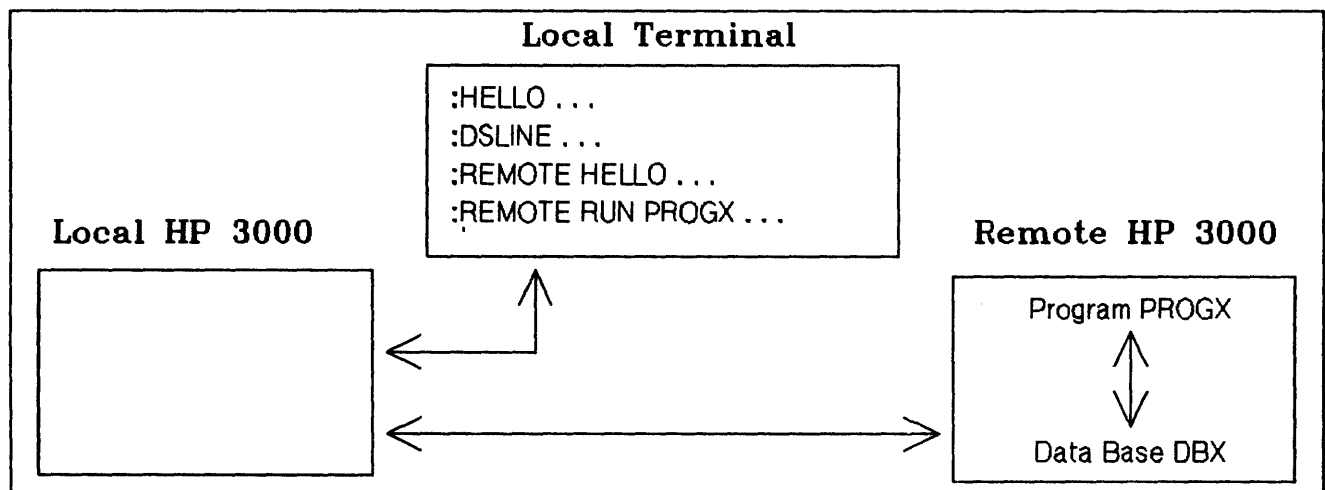 Local Terminal
:HELLO . . .
:DSLINE . . .
:REMOTE HELLO . . .
:REMOTE RUN PROGX . . .
Local HP 3000
Remote HP 3000
Program PROGX
Data Base DBX